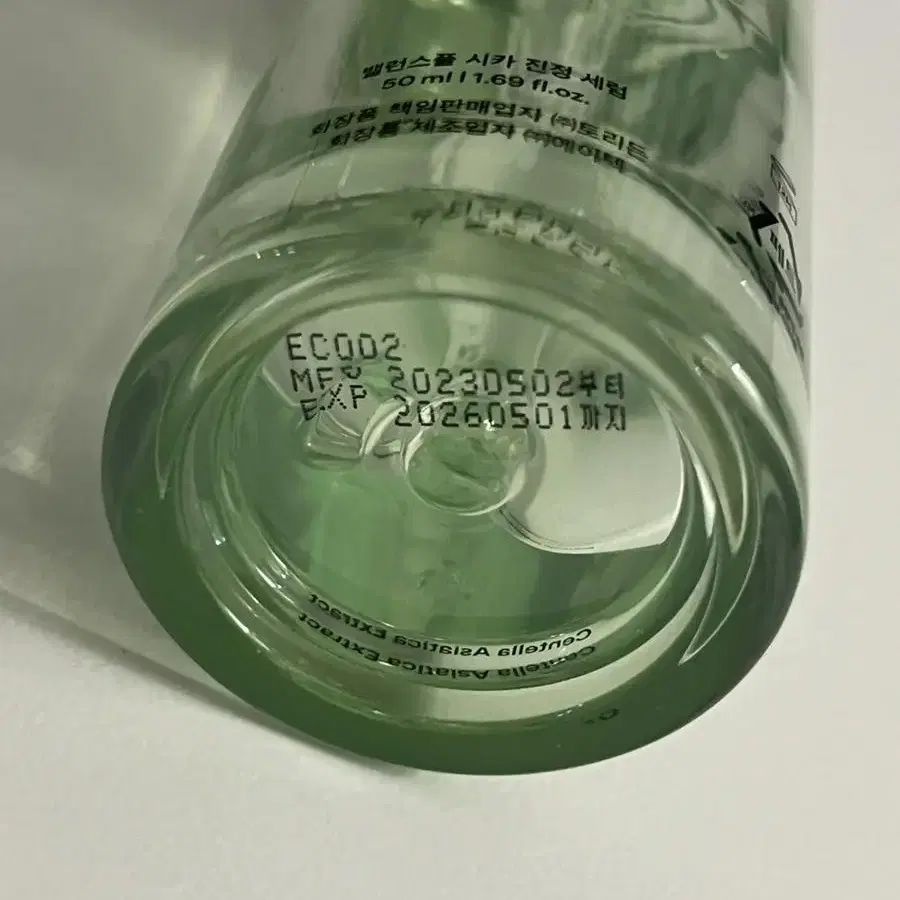 밸런스풀 시카 진정 세럼
50 ml | 1.69 fl.oz.
화장품 책임판매업자 ㈜토리든
화장품 제조업자 ㈜에이텍
EC002
MFG 20230502부터
EXP 20260501까지
Centella Asiatica Extract
Centella Asiatica Extract